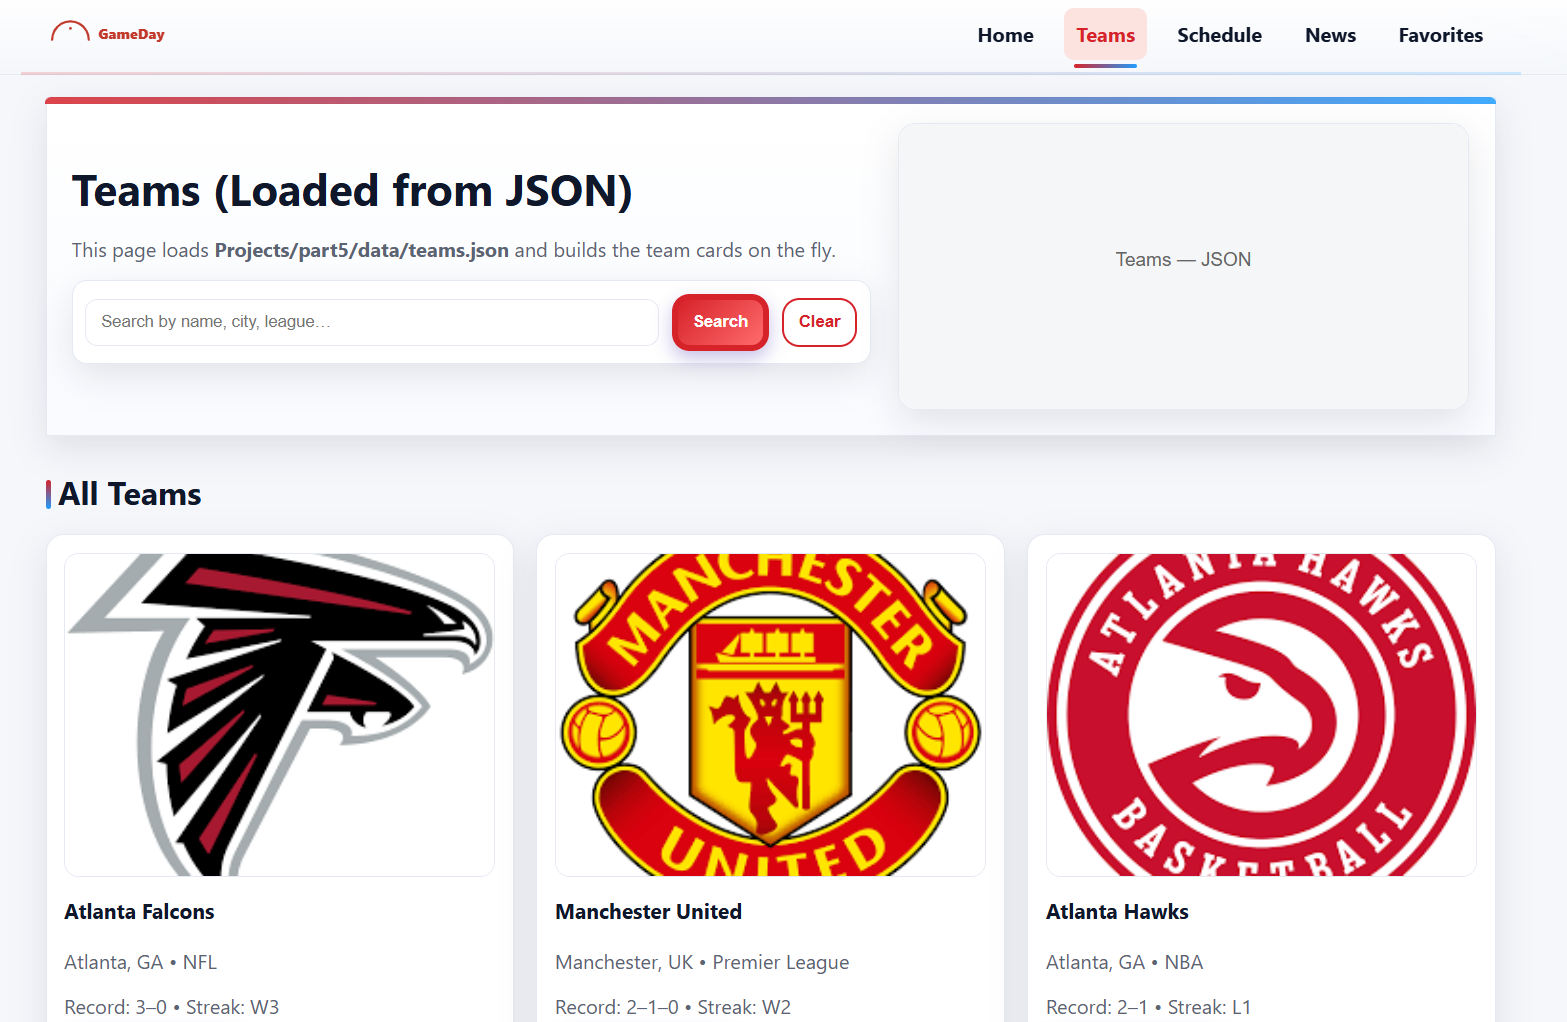 GameDay
Home
Teams
Schedule
News
Favorites
Teams (Loaded from JSON)
This page loads Projects/part5/data/teams.json and builds the team cards on the fly.
Search by name, city, league…
Search
Clear
Teams — JSON
All Teams
MANCHESTER
UNITED
ATLANTA HAWKS
BASKETBALL
Atlanta Falcons
Atlanta, GA • NFL
Record: 3–0 • Streak: W3
Manchester United
Manchester, UK • Premier League
Record: 2–1–0 • Streak: W2
Atlanta Hawks
Atlanta, GA • NBA
Record: 2–1 • Streak: L1